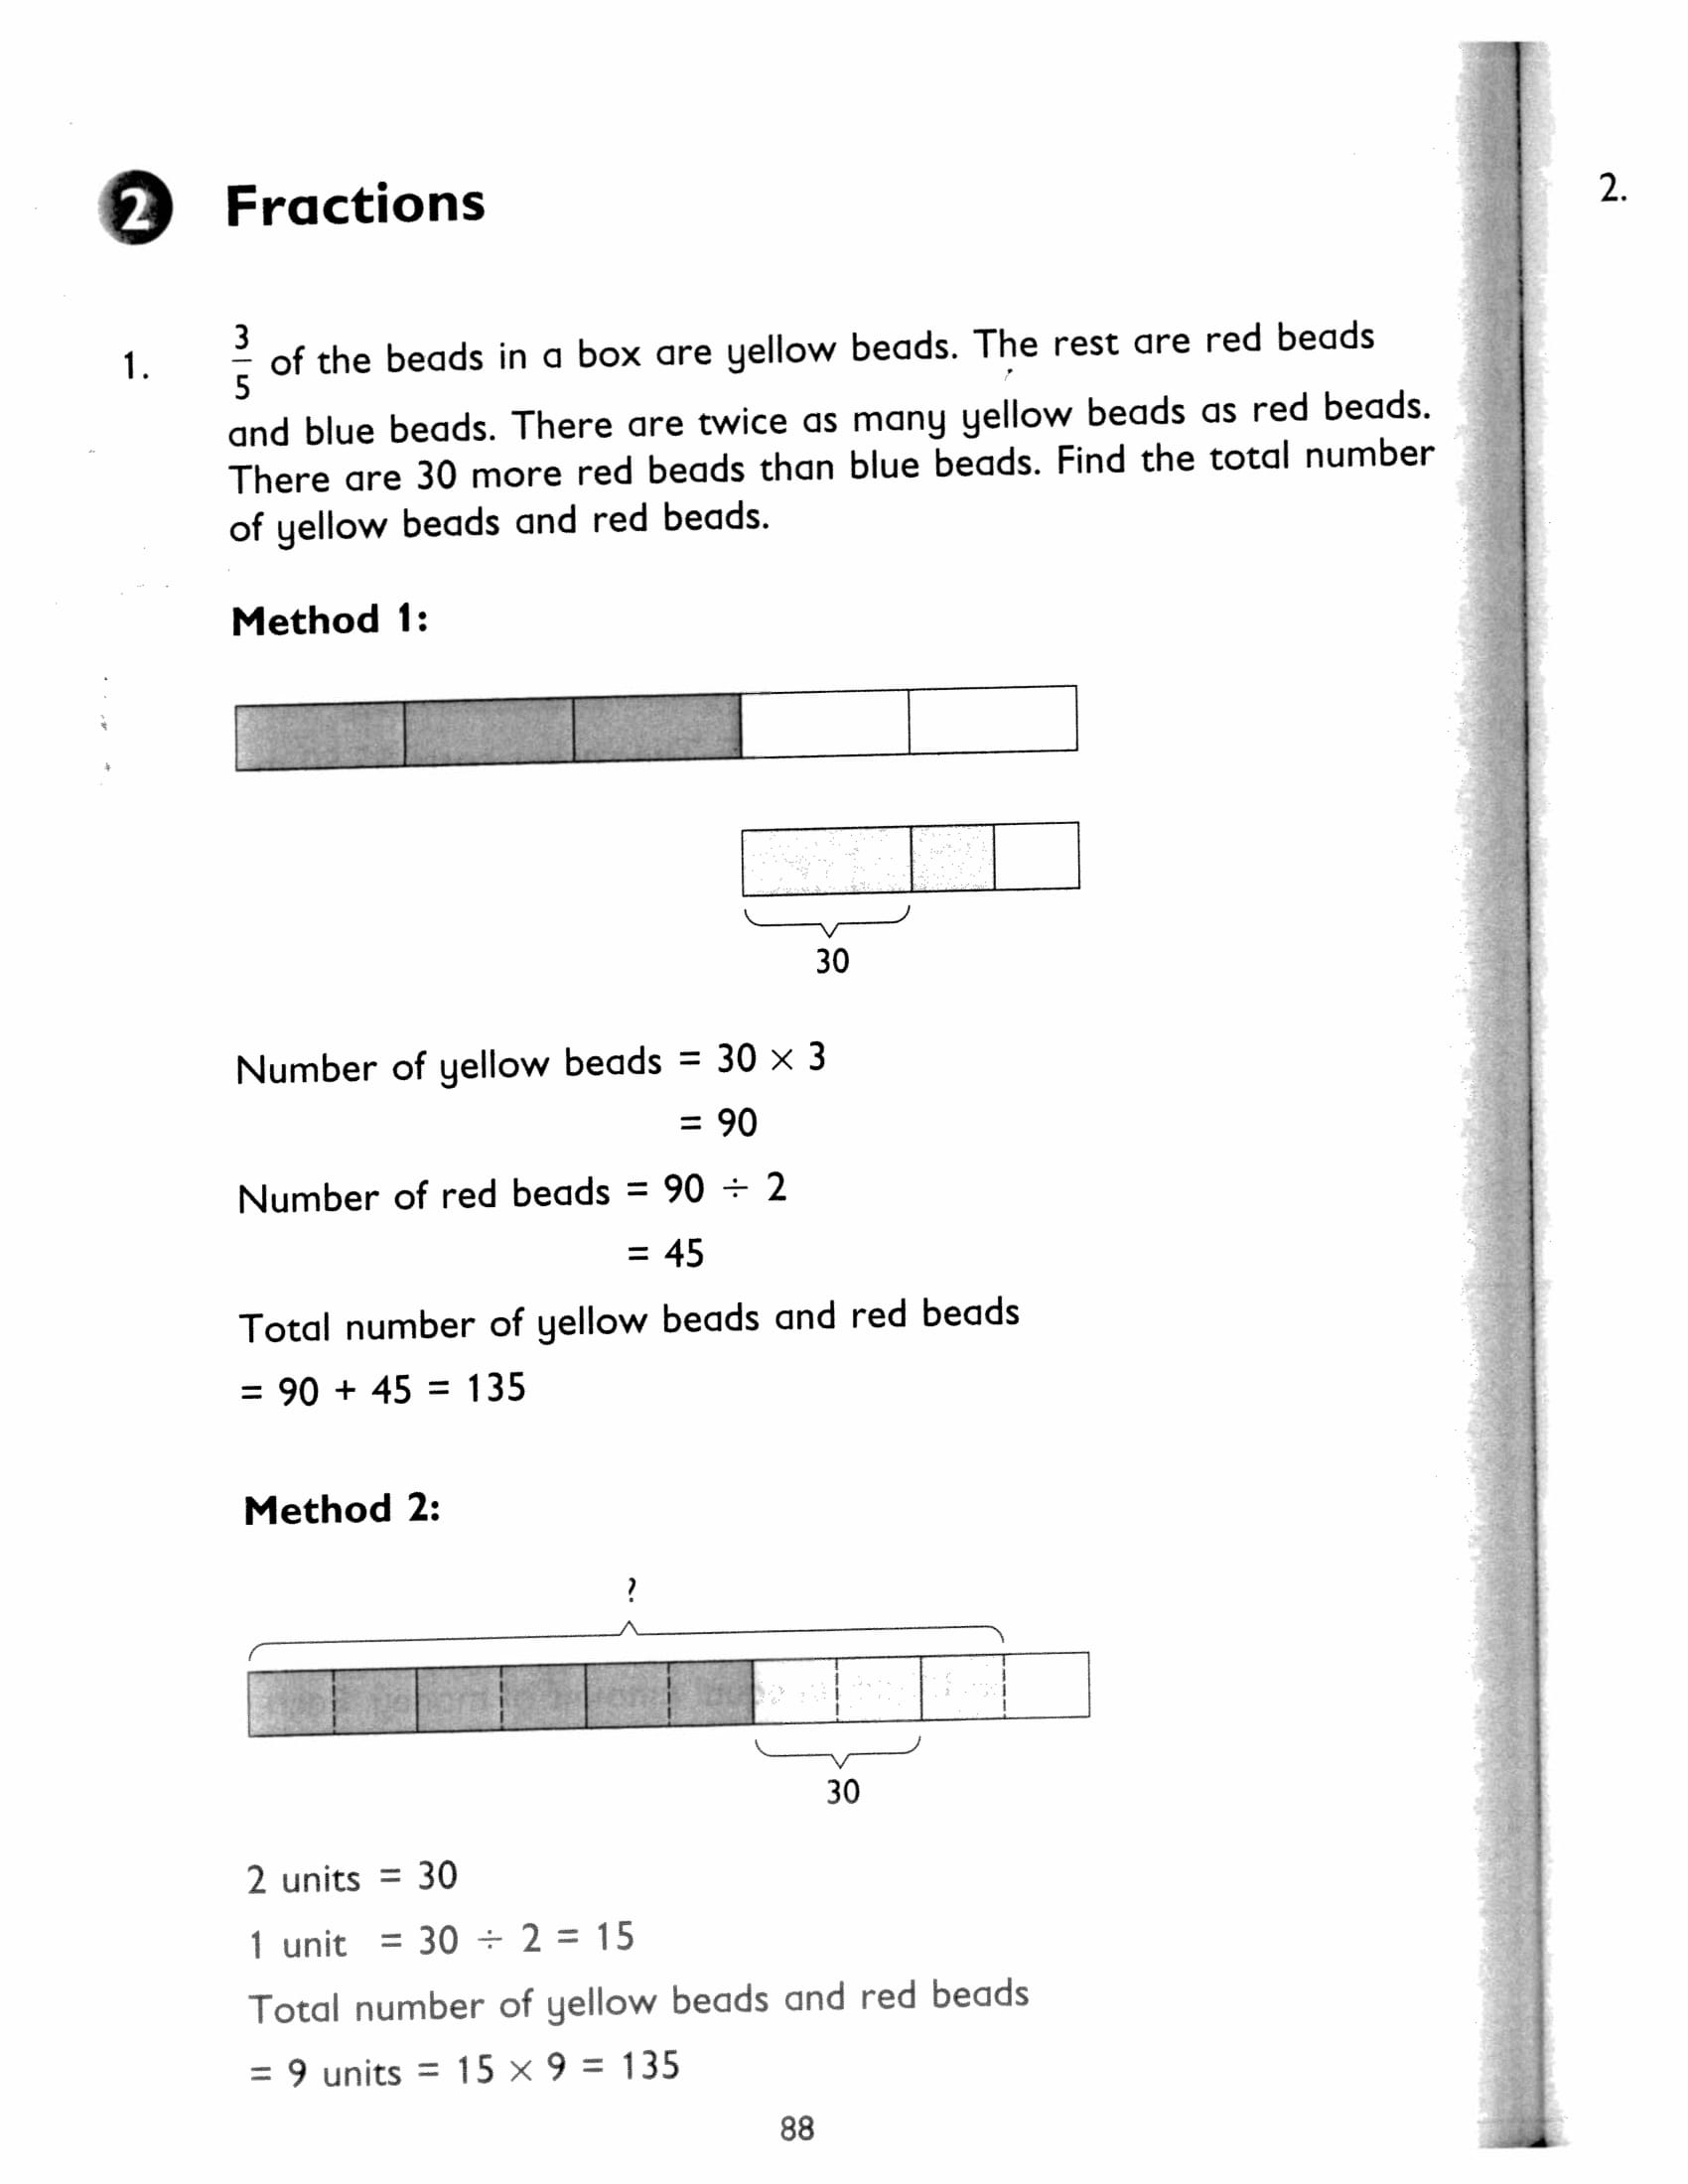 2 Fractions
2.
1. 3/5 of the beads in a box are yellow beads. The rest are red beads
and blue beads. There are twice as many yellow beads as red beads.
There are 30 more red beads than blue beads. Find the total number
of yellow beads and red beads.
Method 1:
30
Number of yellow beads = 30 × 3
= 90
Number of red beads = 90 ÷ 2
= 45
Total number of yellow beads and red beads
= 90 + 45 = 135
Method 2:
?
30
2 units = 30
1 unit = 30 ÷ 2 = 15
Total number of yellow beads and red beads
= 9 units = 15 × 9 = 135
88